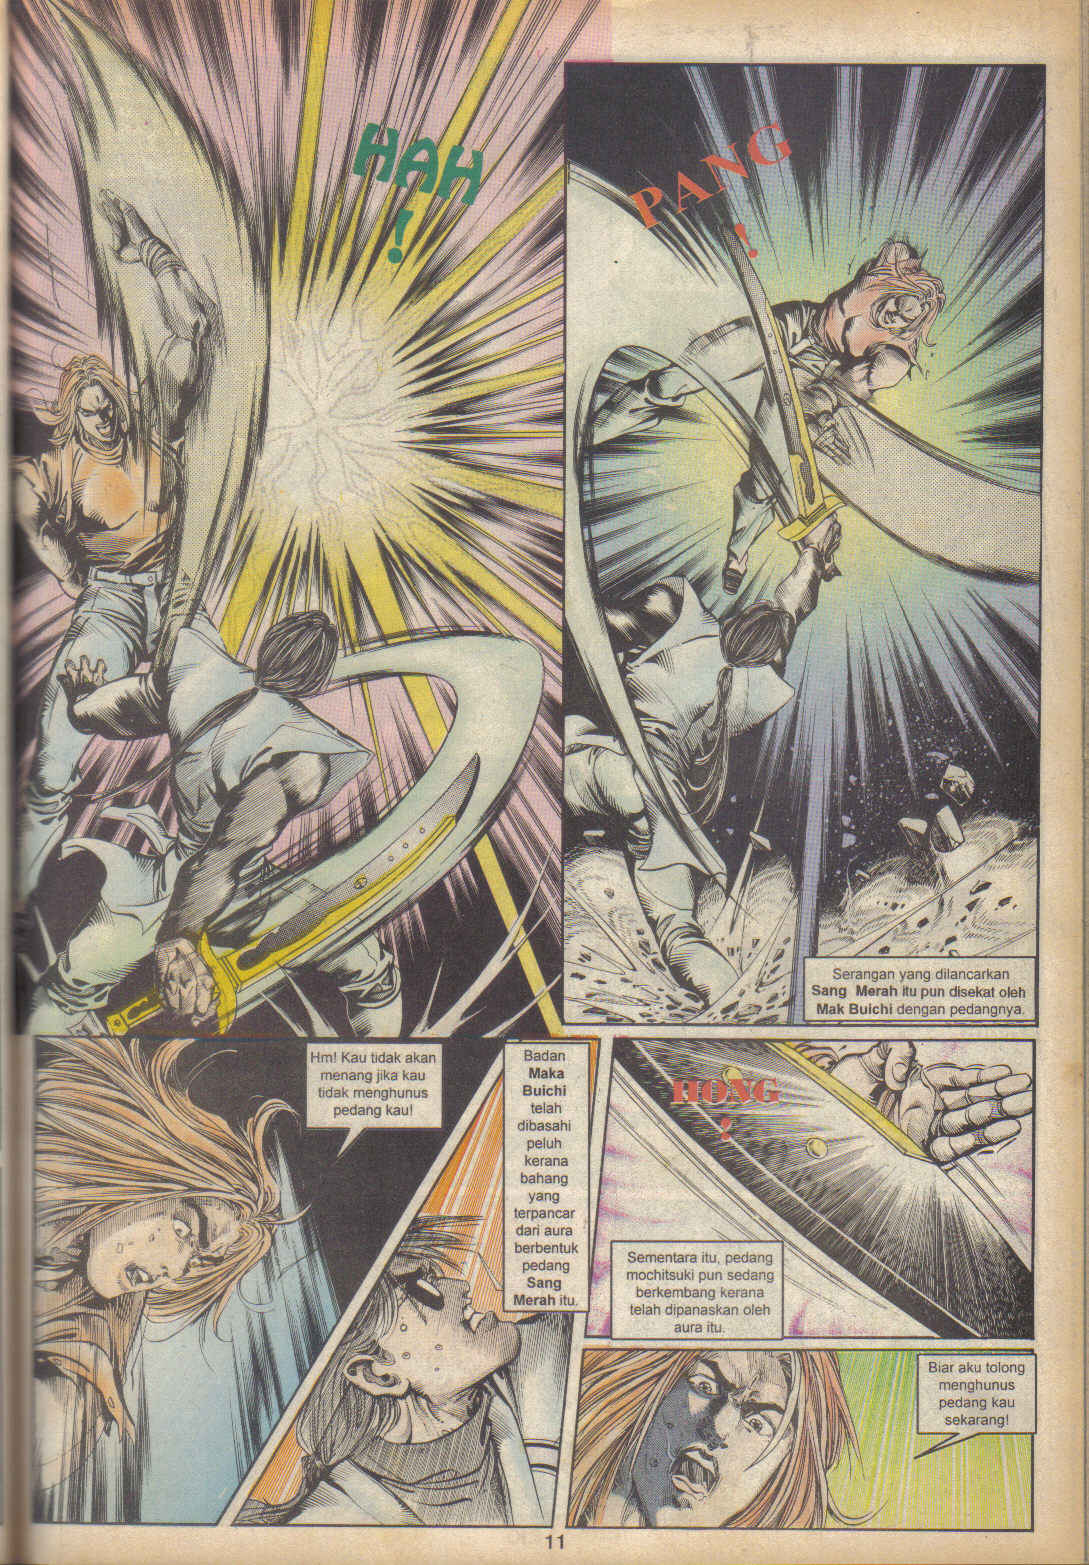 HAH
!
PANG
!
Serangan yang dilancarkan
Sang Merah itu pun disekat oleh
Mak Buichi dengan pedangnya.
Hm! Kau tidak akan
menang jika kau
tidak menghunus
pedang kau!
Badan
Maka
Buichi
telah
dibasahi
peluh
kerana
bahang
yang
terpancar
dari aura
berbentuk
pedang
Sang
Merah itu.
HONG
!
Sementara itu, pedang
mochitsuki pun sedang
berkembang kerana
telah dipanaskan oleh
aura itu.
Biar aku tolong
menghunus
pedang kau
sekarang!
11